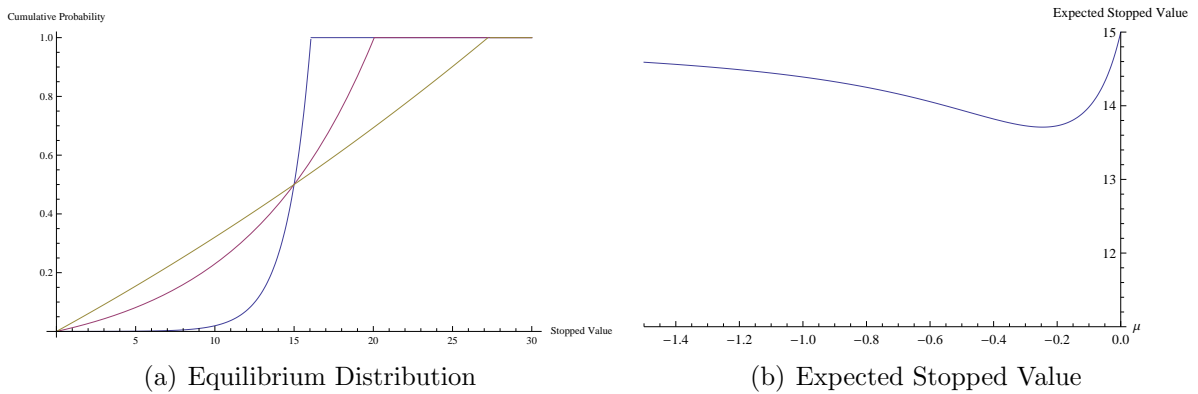 Cumulative Probability
1.0
0.8
0.6
0.4
0.2
5 10 15 20 25 30
Stopped Value
(a) Equilibrium Distribution
Expected Stopped Value
15
14
13
12
−1.4 −1.2 −1.0 −0.8 −0.6 −0.4 −0.2 0.0
μ
(b) Expected Stopped Value